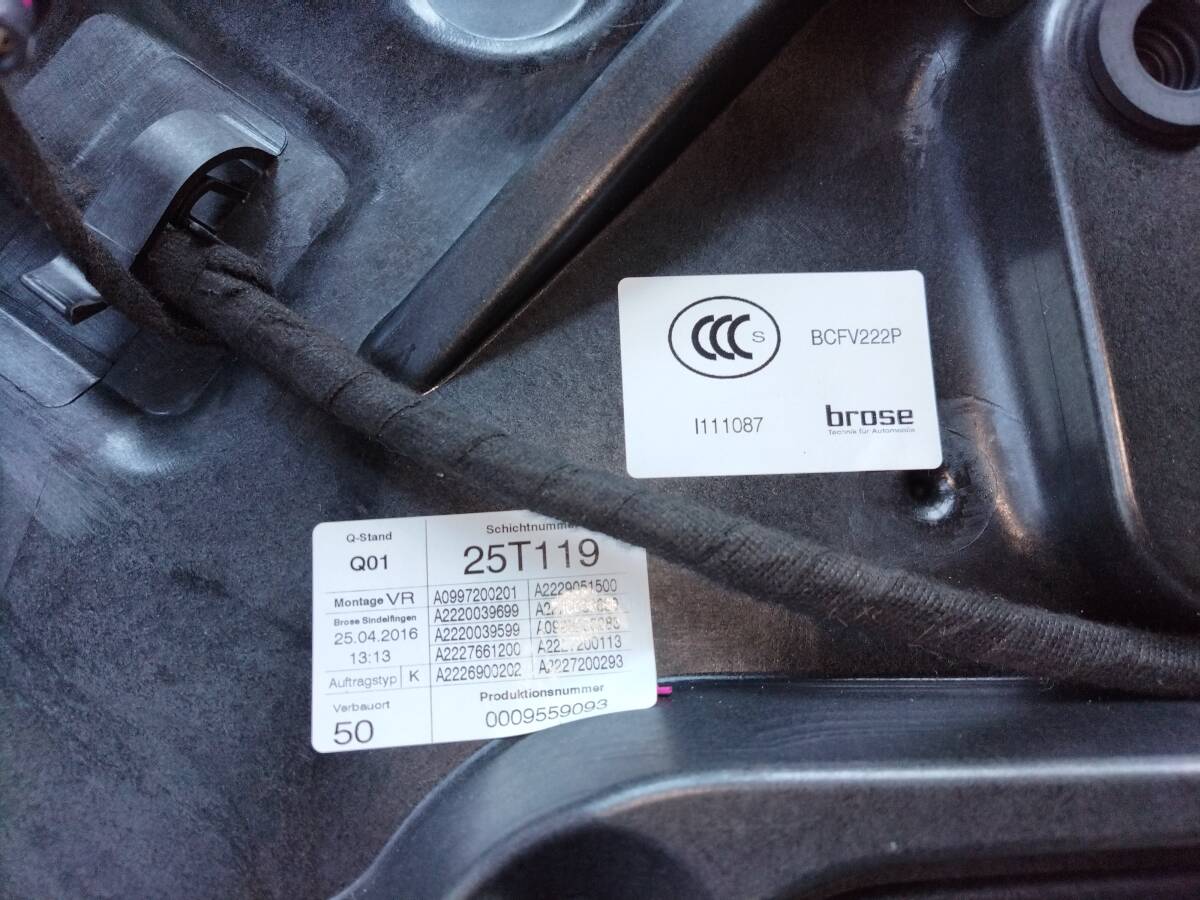 CCC S
BCFV222P
I111087
brose
Technik für Automobile
Q-Stand
Q01
Schichtnummer
25T119
Montage VR
Brose Sindelfingen
25.04.2016
13:13
Auftragstyp K
A0997200201 A2229051500
A2220039699
A2220039599
A2227661200
A2226900202 A2227200293
Verbauort
50
Produktionsnummer
0009559093